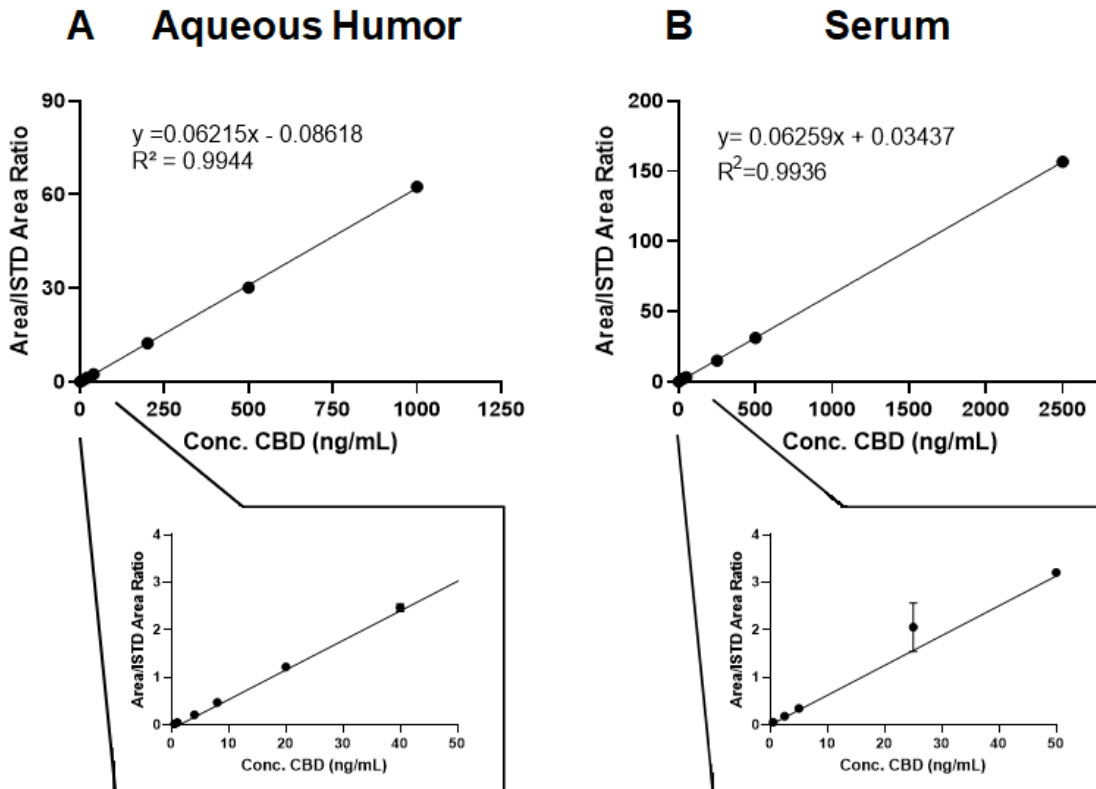 A Aqueous Humor
90
60
30
0
Area/ISTD Area Ratio
y =0.06215x - 0.08618
R² = 0.9944
0 250 500 750 1000 1250
Conc. CBD (ng/mL)
4
3
2
1
0
Area/ISTD Area Ratio
0 10 20 30 40 50
Conc. CBD (ng/mL)
B Serum
200
150
100
50
0
Area/ISTD Area Ratio
y= 0.06259x + 0.03437
R²=0.9936
0 500 1000 1500 2000 2500
Conc. CBD (ng/mL)
4
3
2
1
0
Area/ISTD Area Ratio
0 10 20 30 40 50
Conc. CBD (ng/mL)